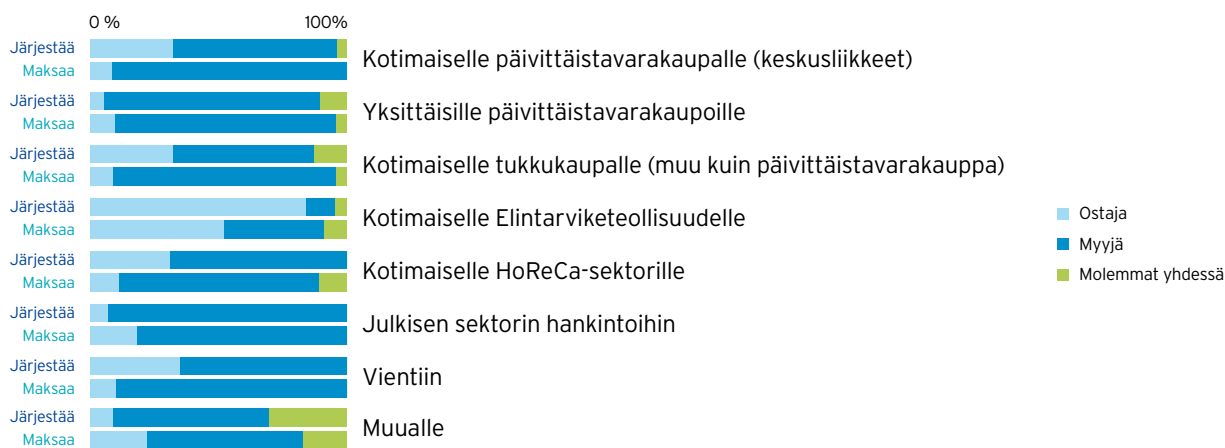 0 % 100%
Järjestää
Maksaa
Kotimaiselle päivittäistavarakaupalle (keskusliikkeet)
Järjestää
Maksaa
Yksittäisille päivittäistavarakaupoille
Järjestää
Maksaa
Kotimaiselle tukkukaupalle (muu kuin päivittäistavarakauppa)
Järjestää
Maksaa
Kotimaiselle Elintarviketeollisuudelle
Järjestää
Maksaa
Kotimaiselle HoReCa-sektorille
Järjestää
Maksaa
Julkisen sektorin hankintoihin
Järjestää
Maksaa
Vientiin
Järjestää
Maksaa
Muualle
Ostaja
Myyjä
Molemmat yhdessä